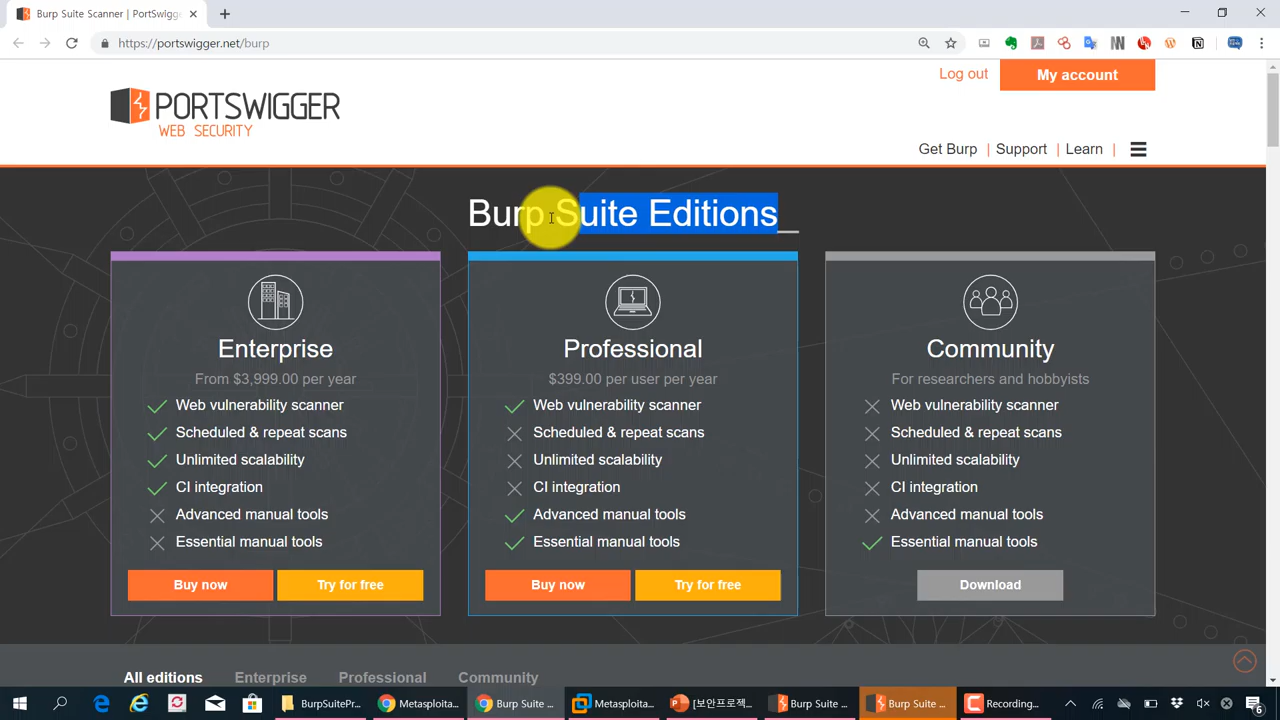 Burp Suite Scanner | PortSwigge
https://portswigger.net/burp
Log out
My account
PORTSWIGGER
WEB SECURITY
Get Burp | Support | Learn |
Burp Suite Editions_
Enterprise
From $3,999.00 per year
Web vulnerability scanner
Scheduled & repeat scans
Unlimited scalability
CI integration
Advanced manual tools
Essential manual tools
Buy now
Try for free
Professional
$399.00 per user per year
Web vulnerability scanner
Scheduled & repeat scans
Unlimited scalability
CI integration
Advanced manual tools
Essential manual tools
Buy now
Try for free
Community
For researchers and hobbyists
Web vulnerability scanner
Scheduled & repeat scans
Unlimited scalability
CI integration
Advanced manual tools
Essential manual tools
Download
All editions
Enterprise
Professional
Community
BurpSuitePr...
Metasploita...
Burp Suite ...
Metasploita...
[보안프로젝...
Burp Suite ...
Burp Suite ...
Recording...
6